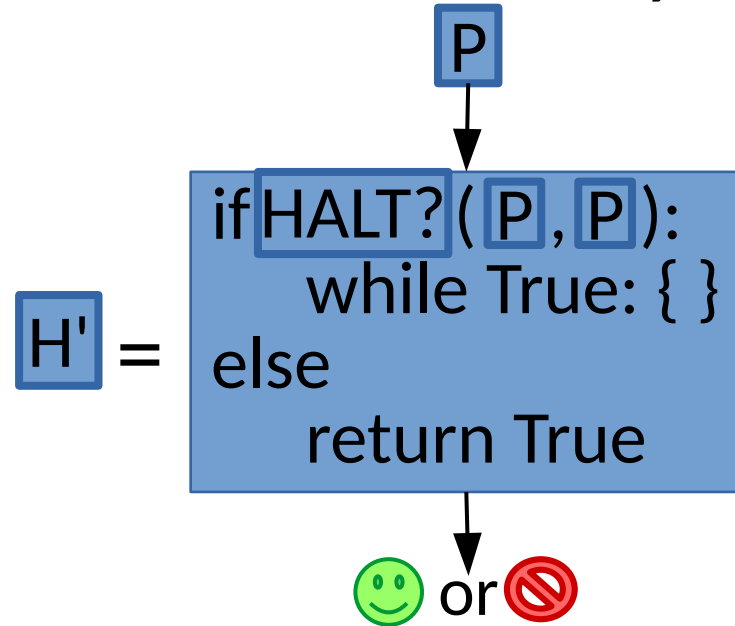 P
if HALT? ( P , P ):
while True: { }
H' =
else
return True
or